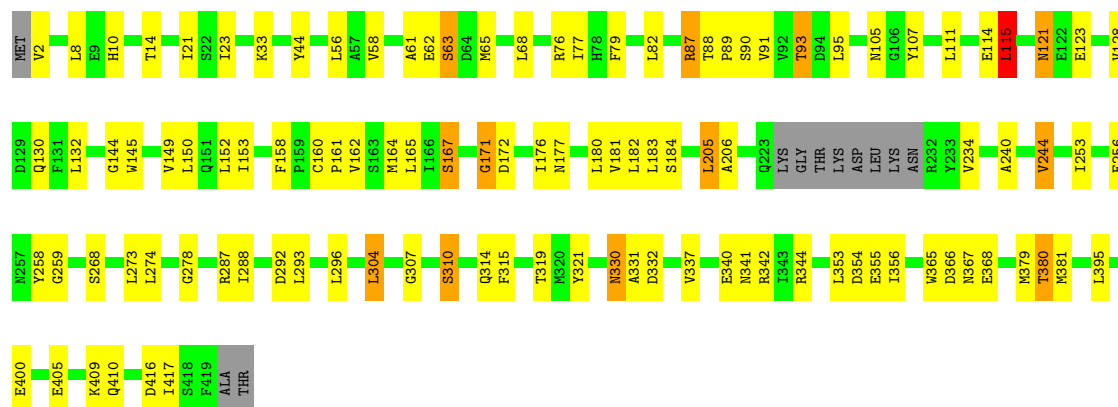 MET V2 L8 E9 H10 T14 I21 S22 I23 K33 Y44 L56 A57 V58 A61 E62 S63 D64 M65 L68 R76 I77 H78 F79 L82 R87 T88 P89 S90 V91 V92 T93 D94 L95 N105 G106 Y107 L111 E114 L115 N121 E122 E123 V128
D129 Q130 F131 L132 G144 W145 V149 L150 Q151 L152 I153 F158 P159 C160 P161 V162 S163 M164 L165 I166 S167 G171 D172 I176 N177 L180 V181 L182 L183 S184 L205 A206 Q223 LYS GLY THR LYS ASP LEU LYS ASN R232 Y233 V234 A240 V244 I253 E256
N257 Y258 G259 S268 L273 L274 G278 R287 I288 D292 L293 L296 L304 G307 S310 Q314 F315 T319 M320 Y321 N330 A331 D332 V337 E340 N341 R342 I343 R344 L353 D354 E355 I356 W365 D366 N367 E368 M379 T380 M381 L395
E400 E405 K409 Q410 D416 I417 S418 F419 ALA THR